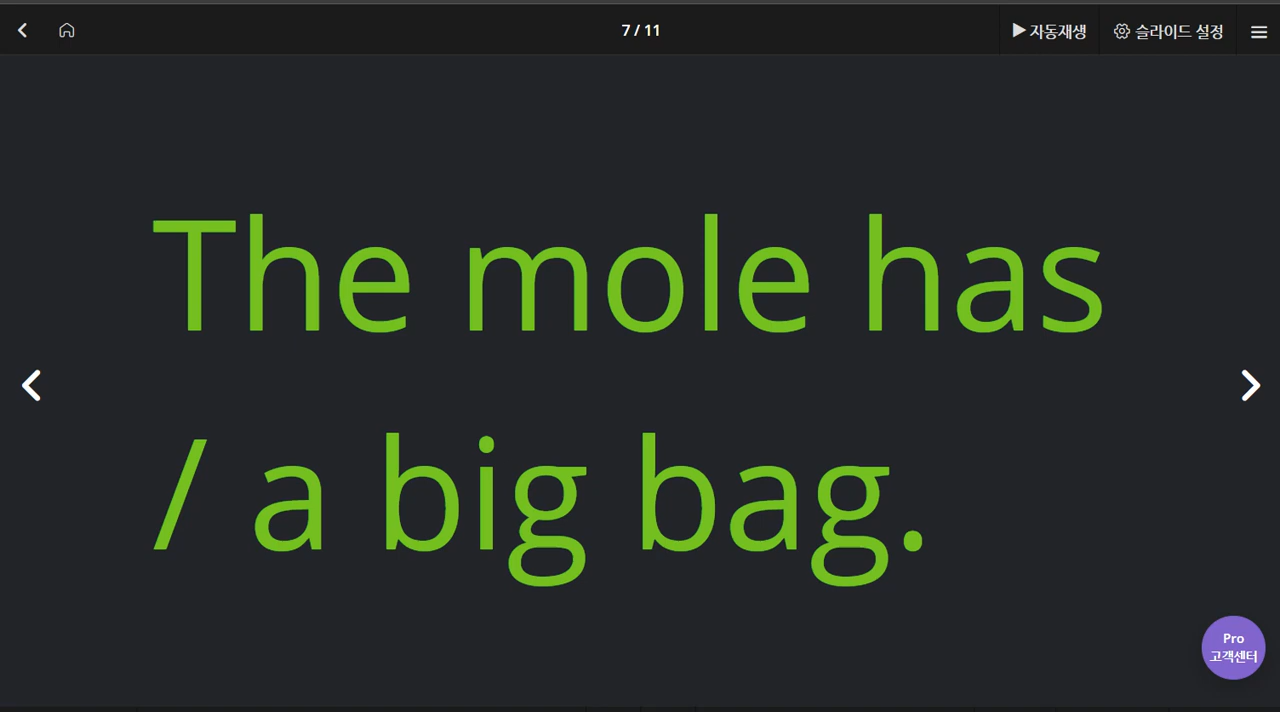 7 / 11
자동재생
슬라이드 설정
The mole has
/ a big bag.
Pro
고객센터